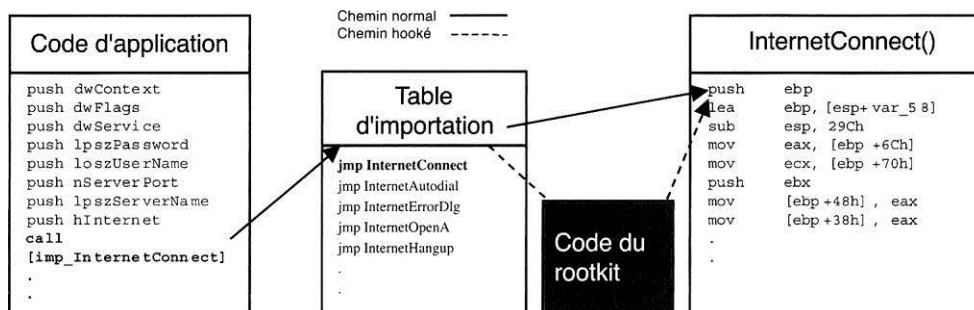 Chemin normal
Chemin hooké
Code d'application
push dwContext
push dwFlags
push dwService
push lpszPassword
push loszUserName
push nServerPort
push lpszServerName
push hInternet
call
[imp_InternetConnect]
.
.
Table
d'importation
jmp InternetConnect
jmp InternetAutodial
jmp InternetErrorDlg
jmp InternetOpenA
jmp InternetHangup
.
.
Code du
rootkit
InternetConnect()
push ebp
lea ebp, [esp+ var_5 8]
sub esp, 29Ch
mov eax, [ebp +6Ch]
mov ecx, [ebp +70h]
push ebx
mov [ebp +48h] , eax
mov [ebp +38h] , eax
.
.